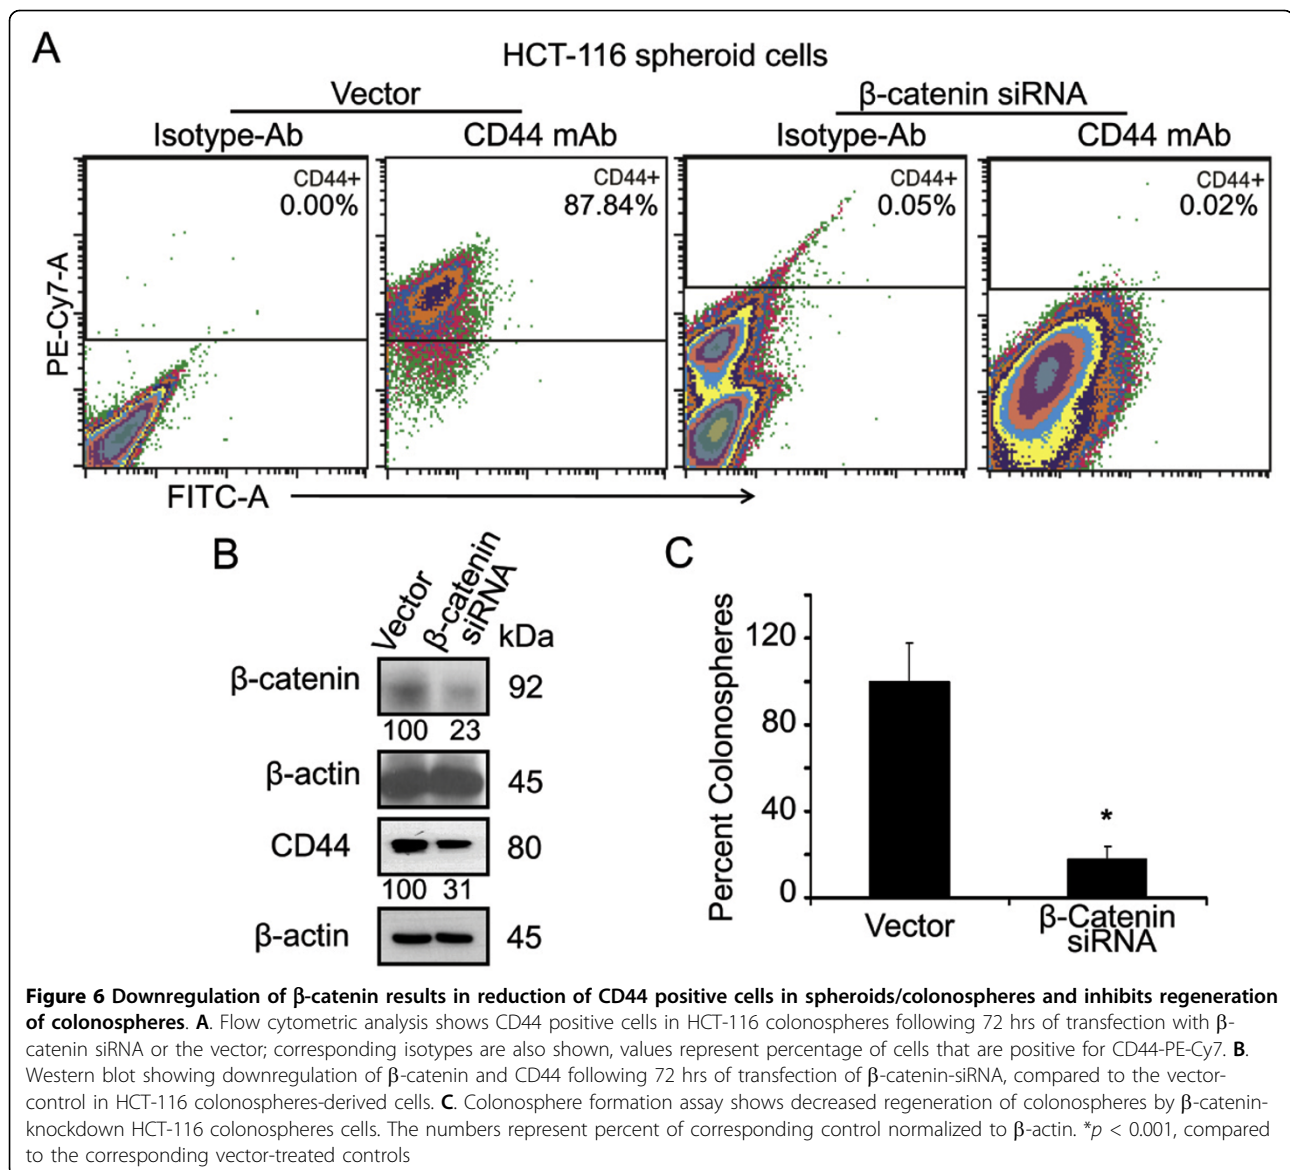 A
HCT-116 spheroid cells
Vector
β-catenin siRNA
Isotype-Ab
CD44 mAb
Isotype-Ab
CD44 mAb
CD44+
0.00%
CD44+
87.84%
CD44+
0.05%
CD44+
0.02%
PE-Cy7-A
FITC-A
B
Vector
β-catenin
siRNA
kDa
β-catenin
92
100 23
β-actin
45
CD44
80
100 31
β-actin
45
C
Percent Colonospheres
120
80
40
0
*
Vector
β-Catenin
siRNA
Figure 6 Downregulation of β-catenin results in reduction of CD44 positive cells in spheroids/colonospheres and inhibits regeneration
of colonospheres. A. Flow cytometric analysis shows CD44 positive cells in HCT-116 colonospheres following 72 hrs of transfection with β-
catenin siRNA or the vector; corresponding isotypes are also shown, values represent percentage of cells that are positive for CD44-PE-Cy7. B.
Western blot showing downregulation of β-catenin and CD44 following 72 hrs of transfection of β-catenin-siRNA, compared to the vector-
control in HCT-116 colonospheres-derived cells. C. Colonosphere formation assay shows decreased regeneration of colonospheres by β-catenin-
knockdown HCT-116 colonospheres cells. The numbers represent percent of corresponding control normalized to β-actin. *p < 0.001, compared
to the corresponding vector-treated controls